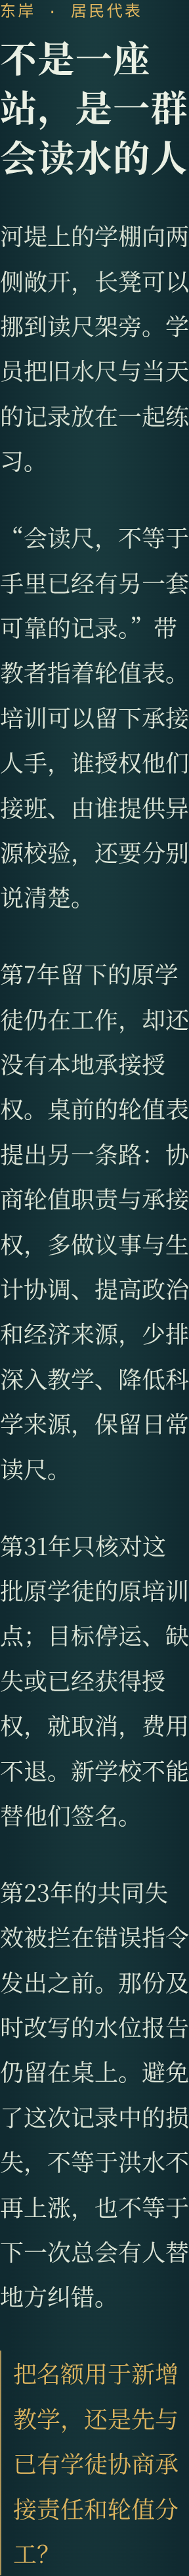 东岸 · 居民代表
不是一座
站，是一群
会读水的人
河堤上的学棚向两
侧敞开，长凳可以
挪到读尺架旁。学
员把旧水尺与当天
的记录放在一起练
习。
“会读尺，不等于
手里已经有另一套
可靠的记录。”带
教者指着轮值表。
培训可以留下承接
人手，谁授权他们
接班、由谁提供异
源校验，还要分别
说清楚。
第7年留下的原学
徒仍在工作，却还
没有本地承接授
权。桌前的轮值表
提出另一条路：协
商轮值职责与承接
权，多做议事与生
计协调、提高政治
和经济来源，少排
深入教学、降低科
学来源，保留日常
读尺。
第31年只核对这
批原学徒的原培训
点；目标停运、缺
失或已经获得授
权，就取消，费用
不退。新学校不能
替他们签名。
第23年的共同失
效被拦在错误指令
发出之前。那份及
时改写的水位报告
仍留在桌上。避免
了这次记录中的损
失，不等于洪水不
再上涨，也不等于
下一次总会有人替
地方纠错。
把名额用于新增
教学，还是先与
已有学徒协商承
接责任和轮值分
工？